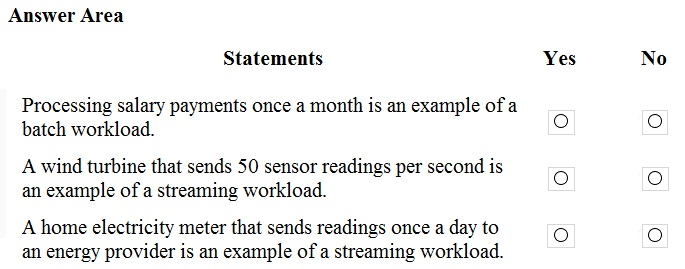 Answer Area
Statements Yes No
Processing salary payments once a month is an example of a
batch workload.
A wind turbine that sends 50 sensor readings per second is
an example of a streaming workload.
A home electricity meter that sends readings once a day to
an energy provider is an example of a streaming workload.